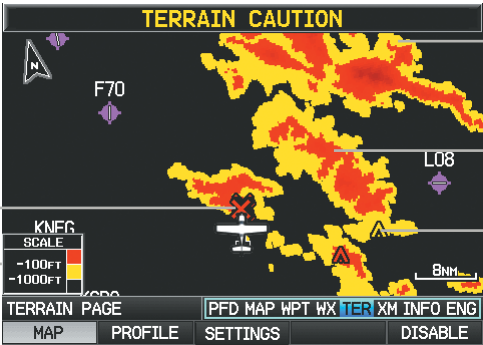 TERRAIN CAUTION
N
F70
L08
KNFG
SCALE
-100FT
-1000FT
8NM
TERRAIN PAGE
PFD MAP WPT WX TER XM INFO ENG
MAP PROFILE SETTINGS DISABLE